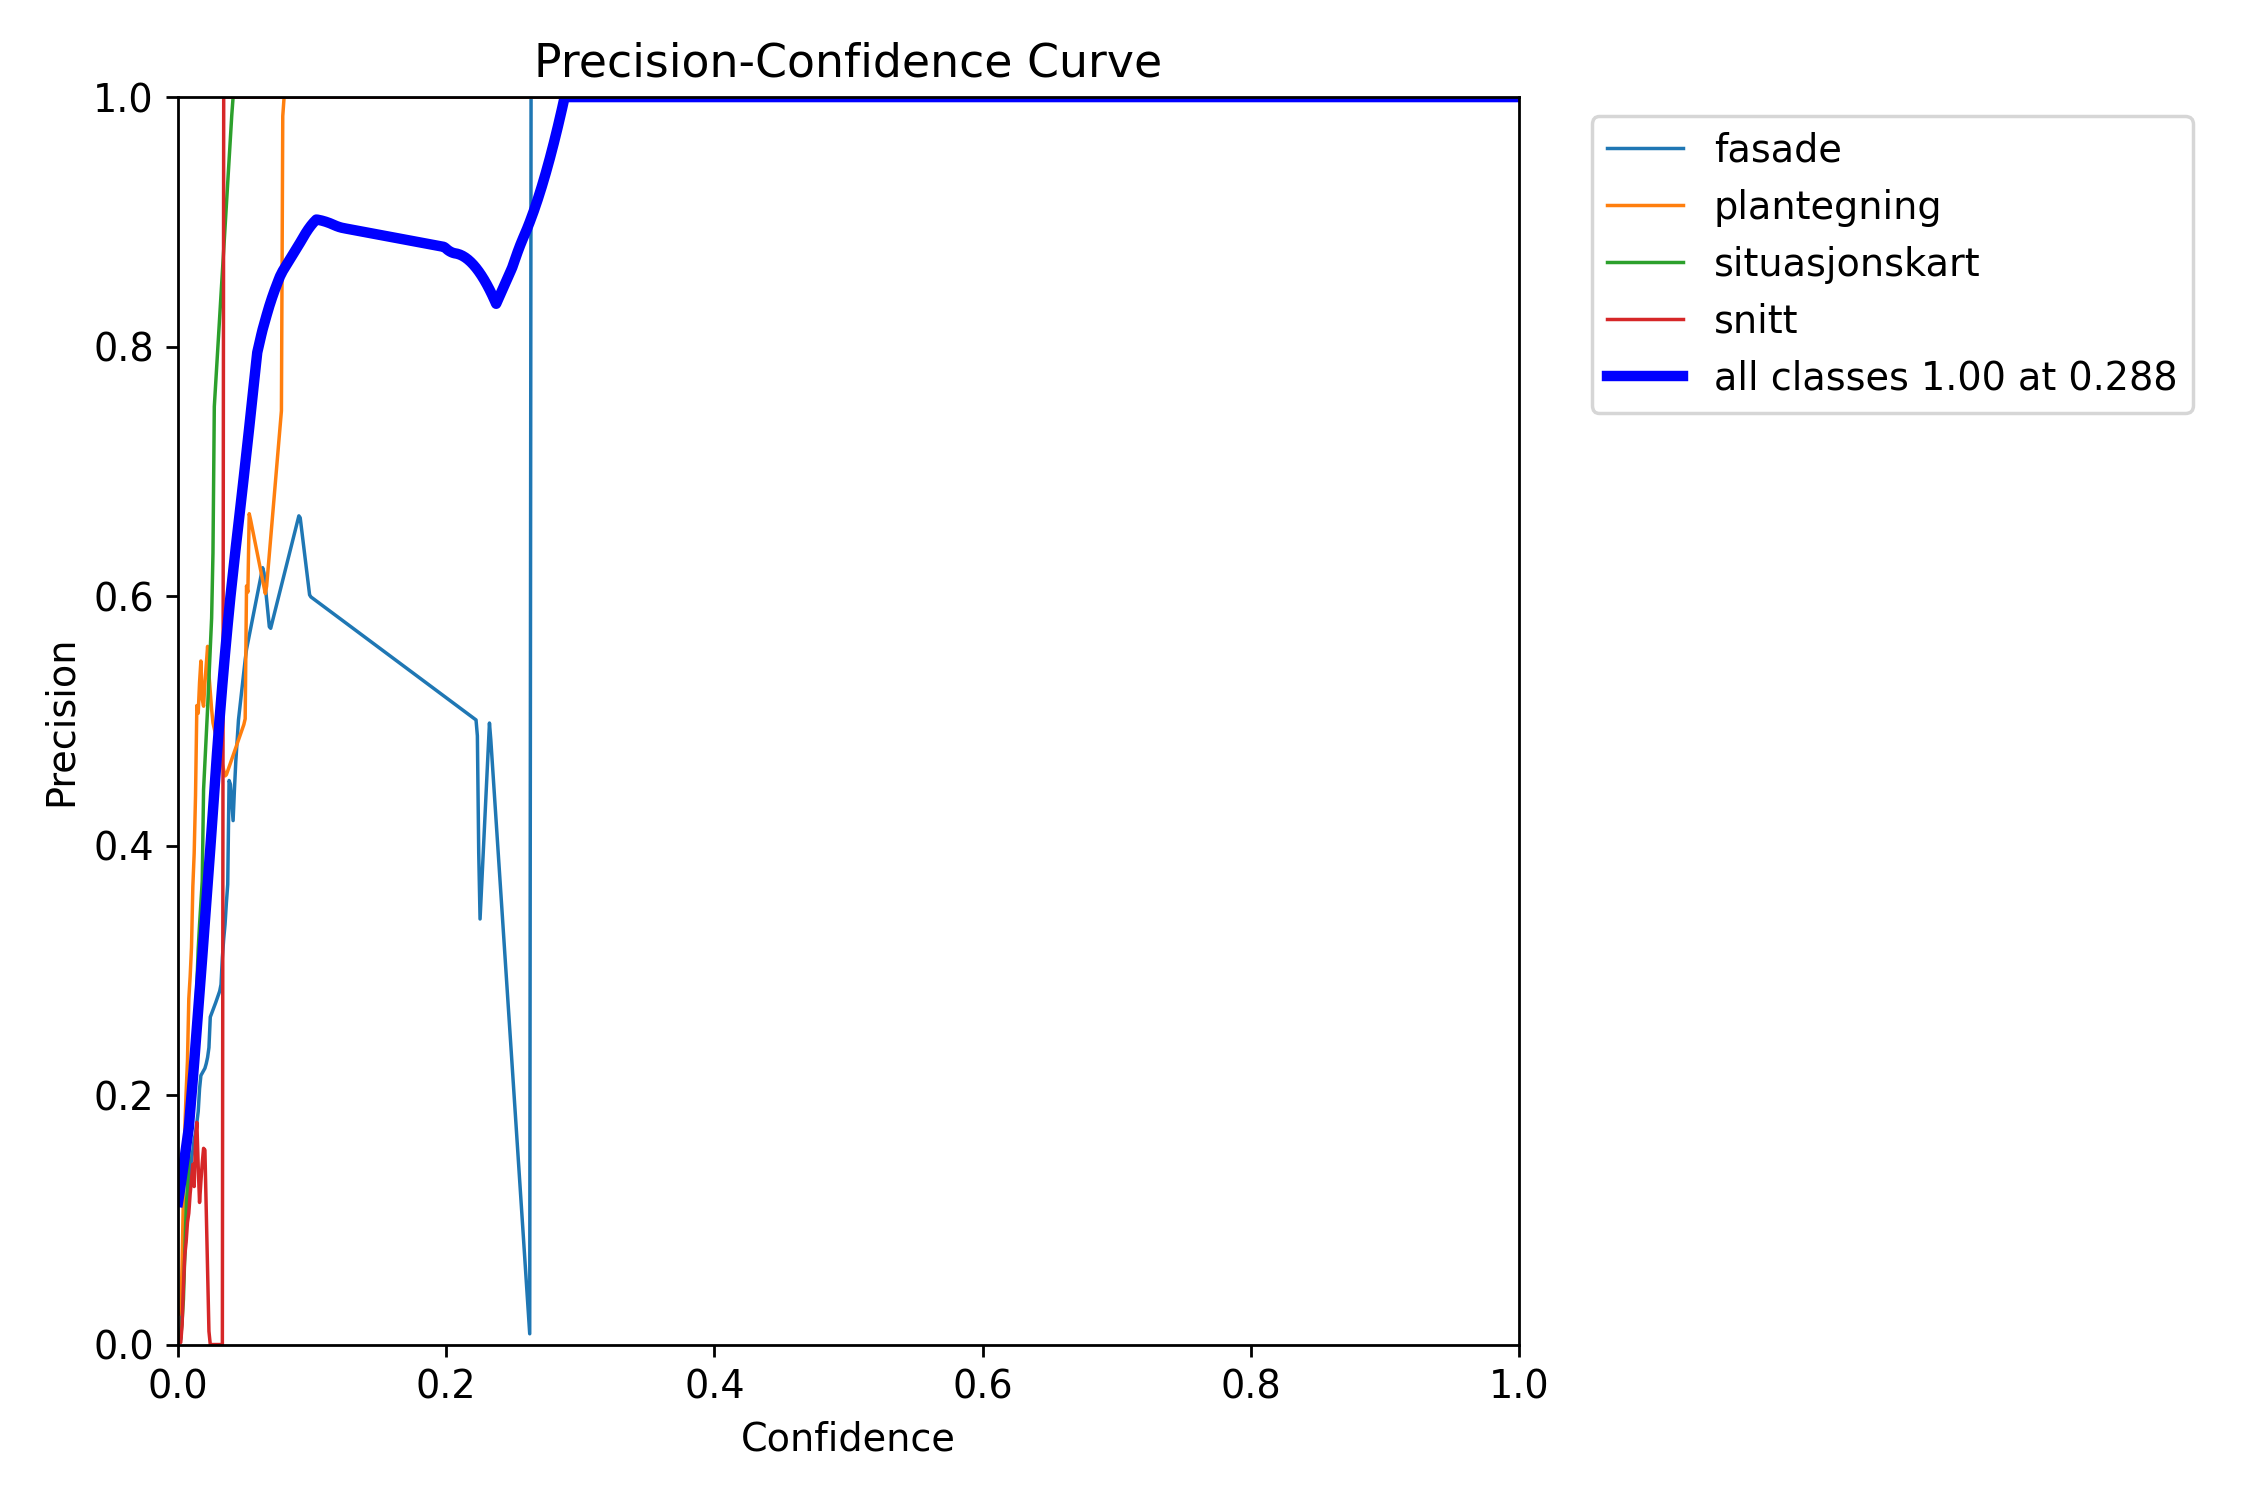 Precision-Confidence Curve
1.0
0.8
0.6
0.4
0.2
0.0
Precision
0.0 0.2 0.4 0.6 0.8 1.0
Confidence
fasade
plantegning
situasjonskart
snitt
all classes 1.00 at 0.288